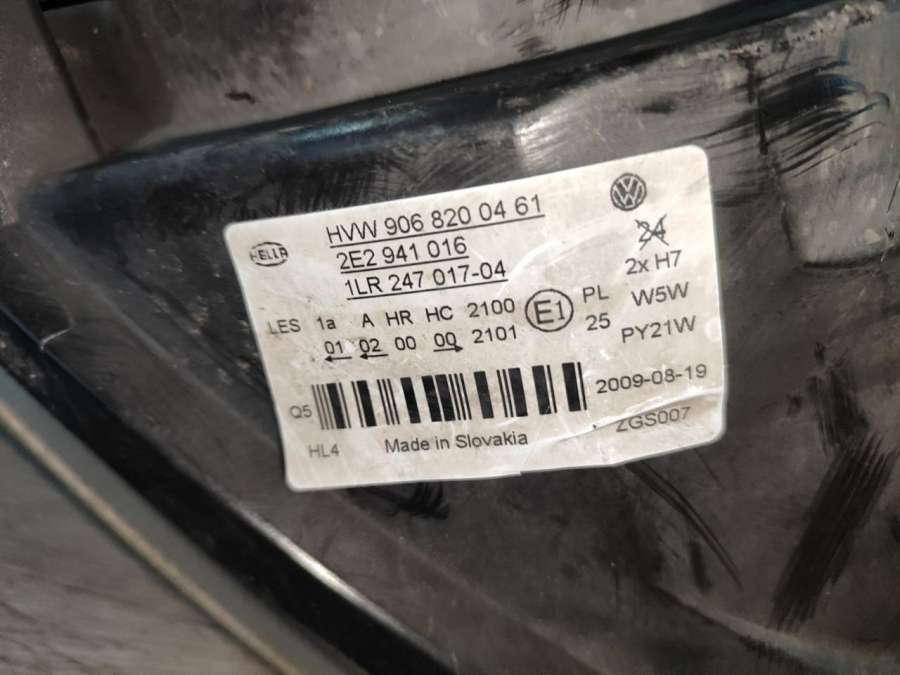 HELLA
HVW 906 820 04 61
2E2 941 016
1LR 247 017-04
VW
24
2x H7
W5W
PY21W
LES 1a A HR HC 2100 E1 PL
01 02 00 00 2101 25
Q5
2009-08-19
HL4 Made in Slovakia ZGS007